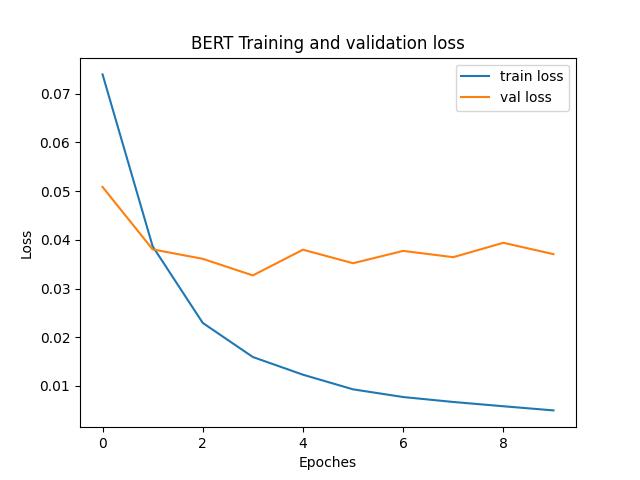 BERT Training and validation loss
train loss
val loss
0.07
0.06
0.05
0.04
0.03
0.02
0.01
Loss
0 2 4 6 8
Epoches